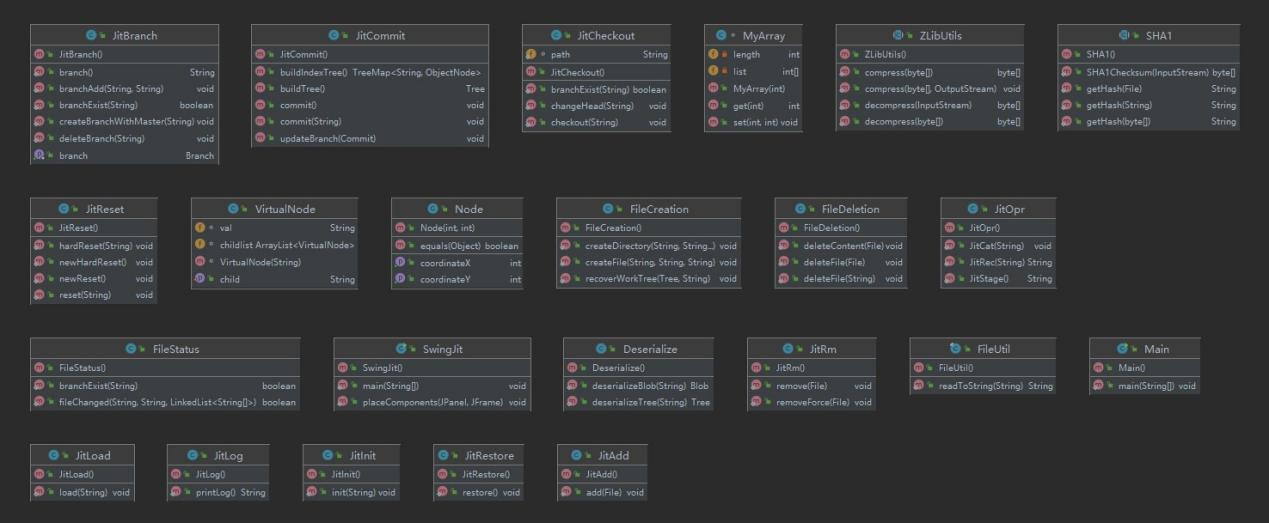 JitBranch
JitBranch()
branch() String
branchAdd(String, String) void
branchExist(String) boolean
createBranchWithMaster(String) void
deleteBranch(String) void
branch Branch
JitCommit
JitCommit()
buildIndexTree() TreeMap<String, ObjectNode>
buildTree() Tree
commit() void
commit(String) void
updateBranch(Commit) void
JitCheckout
path String
JitCheckout()
branchExist(String) boolean
changeHead(String) void
checkout(String) void
MyArray
length int
list int[]
MyArray(int)
get(int) int
set(int, int) void
ZLibUtils
ZLibUtils()
compress(byte[]) byte[]
compress(byte[], OutputStream) void
decompress(InputStream) byte[]
decompress(byte[]) byte[]
SHA1
SHA1()
SHA1Checksum(InputStream) byte[]
getHash(File) String
getHash(String) String
getHash(byte[]) String
JitReset
JitReset()
hardReset(String) void
newHardReset() void
newReset() void
reset(String) void
VirtualNode
val String
childlist ArrayList<VirtualNode>
VirtualNode(String)
child String
Node
Node(int, int)
equals(Object) boolean
coordinateX int
coordinateY int
FileCreation
FileCreation()
createDirectory(String, String...) void
createFile(String, String, String) void
recoverWorkTree(Tree, String) void
FileDeletion
FileDeletion()
deleteContent(File) void
deleteFile(File) void
deleteFile(String) void
JitOpr
JitOpr()
JitCat(String) void
JitRec(String) String
JitStage() String
FileStatus
FileStatus()
branchExist(String) boolean
fileChanged(String, String, LinkedList<String[]>) boolean
SwingJit
SwingJit()
main(String[]) void
placeComponents(JPanel, JFrame) void
Deserialize
Deserialize()
deserializeBlob(String) Blob
deserializeTree(String) Tree
JitRm
JitRm()
remove(File) void
removeForce(File) void
FileUtil
FileUtil()
readToString(String) String
Main
Main()
main(String[]) void
JitLoad
JitLoad()
load(String) void
JitLog
JitLog()
printLog() String
JitInit
JitInit()
init(String) void
JitRestore
JitRestore()
restore() void
JitAdd
JitAdd()
add(File) void